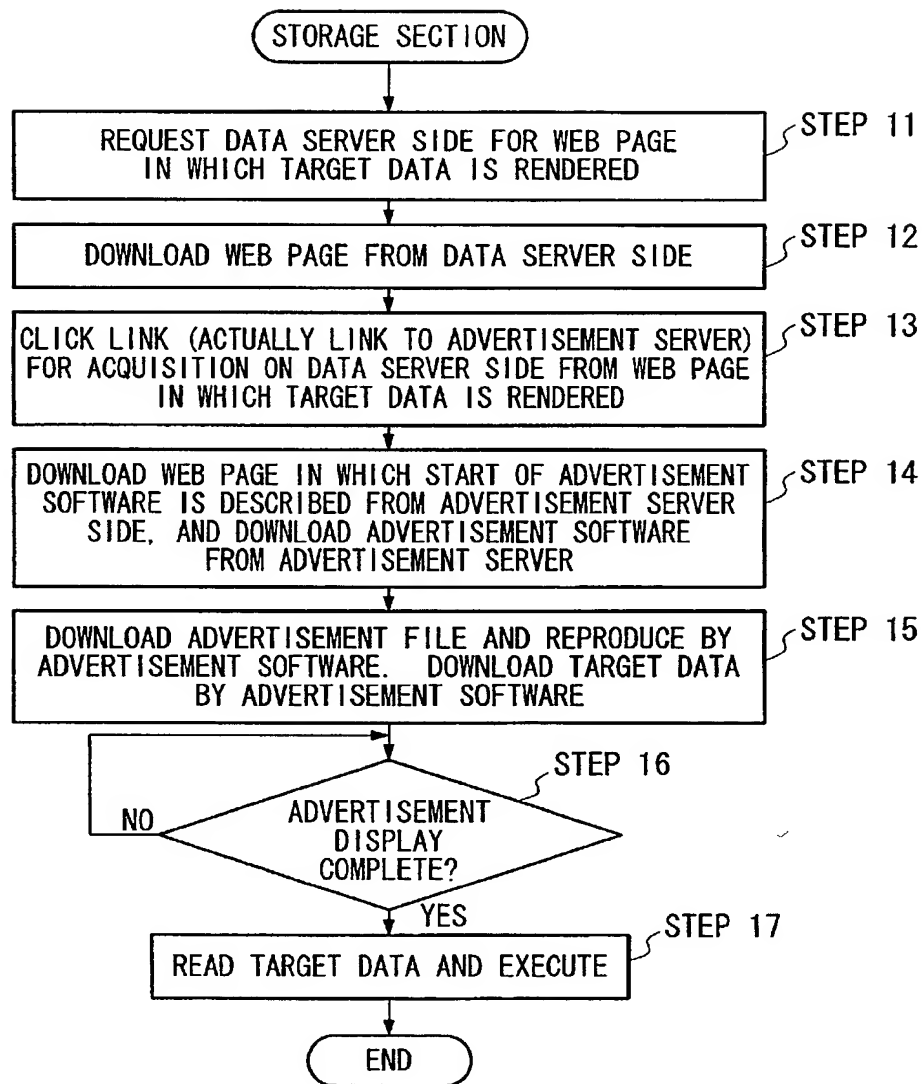 STORAGE SECTION
STEP 11
REQUEST DATA SERVER SIDE FOR WEB PAGE
IN WHICH TARGET DATA IS RENDERED
STEP 12
DOWNLOAD WEB PAGE FROM DATA SERVER SIDE
STEP 13
CLICK LINK (ACTUALLY LINK TO ADVERTISEMENT SERVER)
FOR ACQUISITION ON DATA SERVER SIDE FROM WEB PAGE
IN WHICH TARGET DATA IS RENDERED
STEP 14
DOWNLOAD WEB PAGE IN WHICH START OF ADVERTISEMENT
SOFTWARE IS DESCRIBED FROM ADVERTISEMENT SERVER
SIDE, AND DOWNLOAD ADVERTISEMENT SOFTWARE
FROM ADVERTISEMENT SERVER
STEP 15
DOWNLOAD ADVERTISEMENT FILE AND REPRODUCE BY
ADVERTISEMENT SOFTWARE. DOWNLOAD TARGET DATA
BY ADVERTISEMENT SOFTWARE
STEP 16
NO
ADVERTISEMENT
DISPLAY
COMPLETE?
YES
STEP 17
READ TARGET DATA AND EXECUTE
END